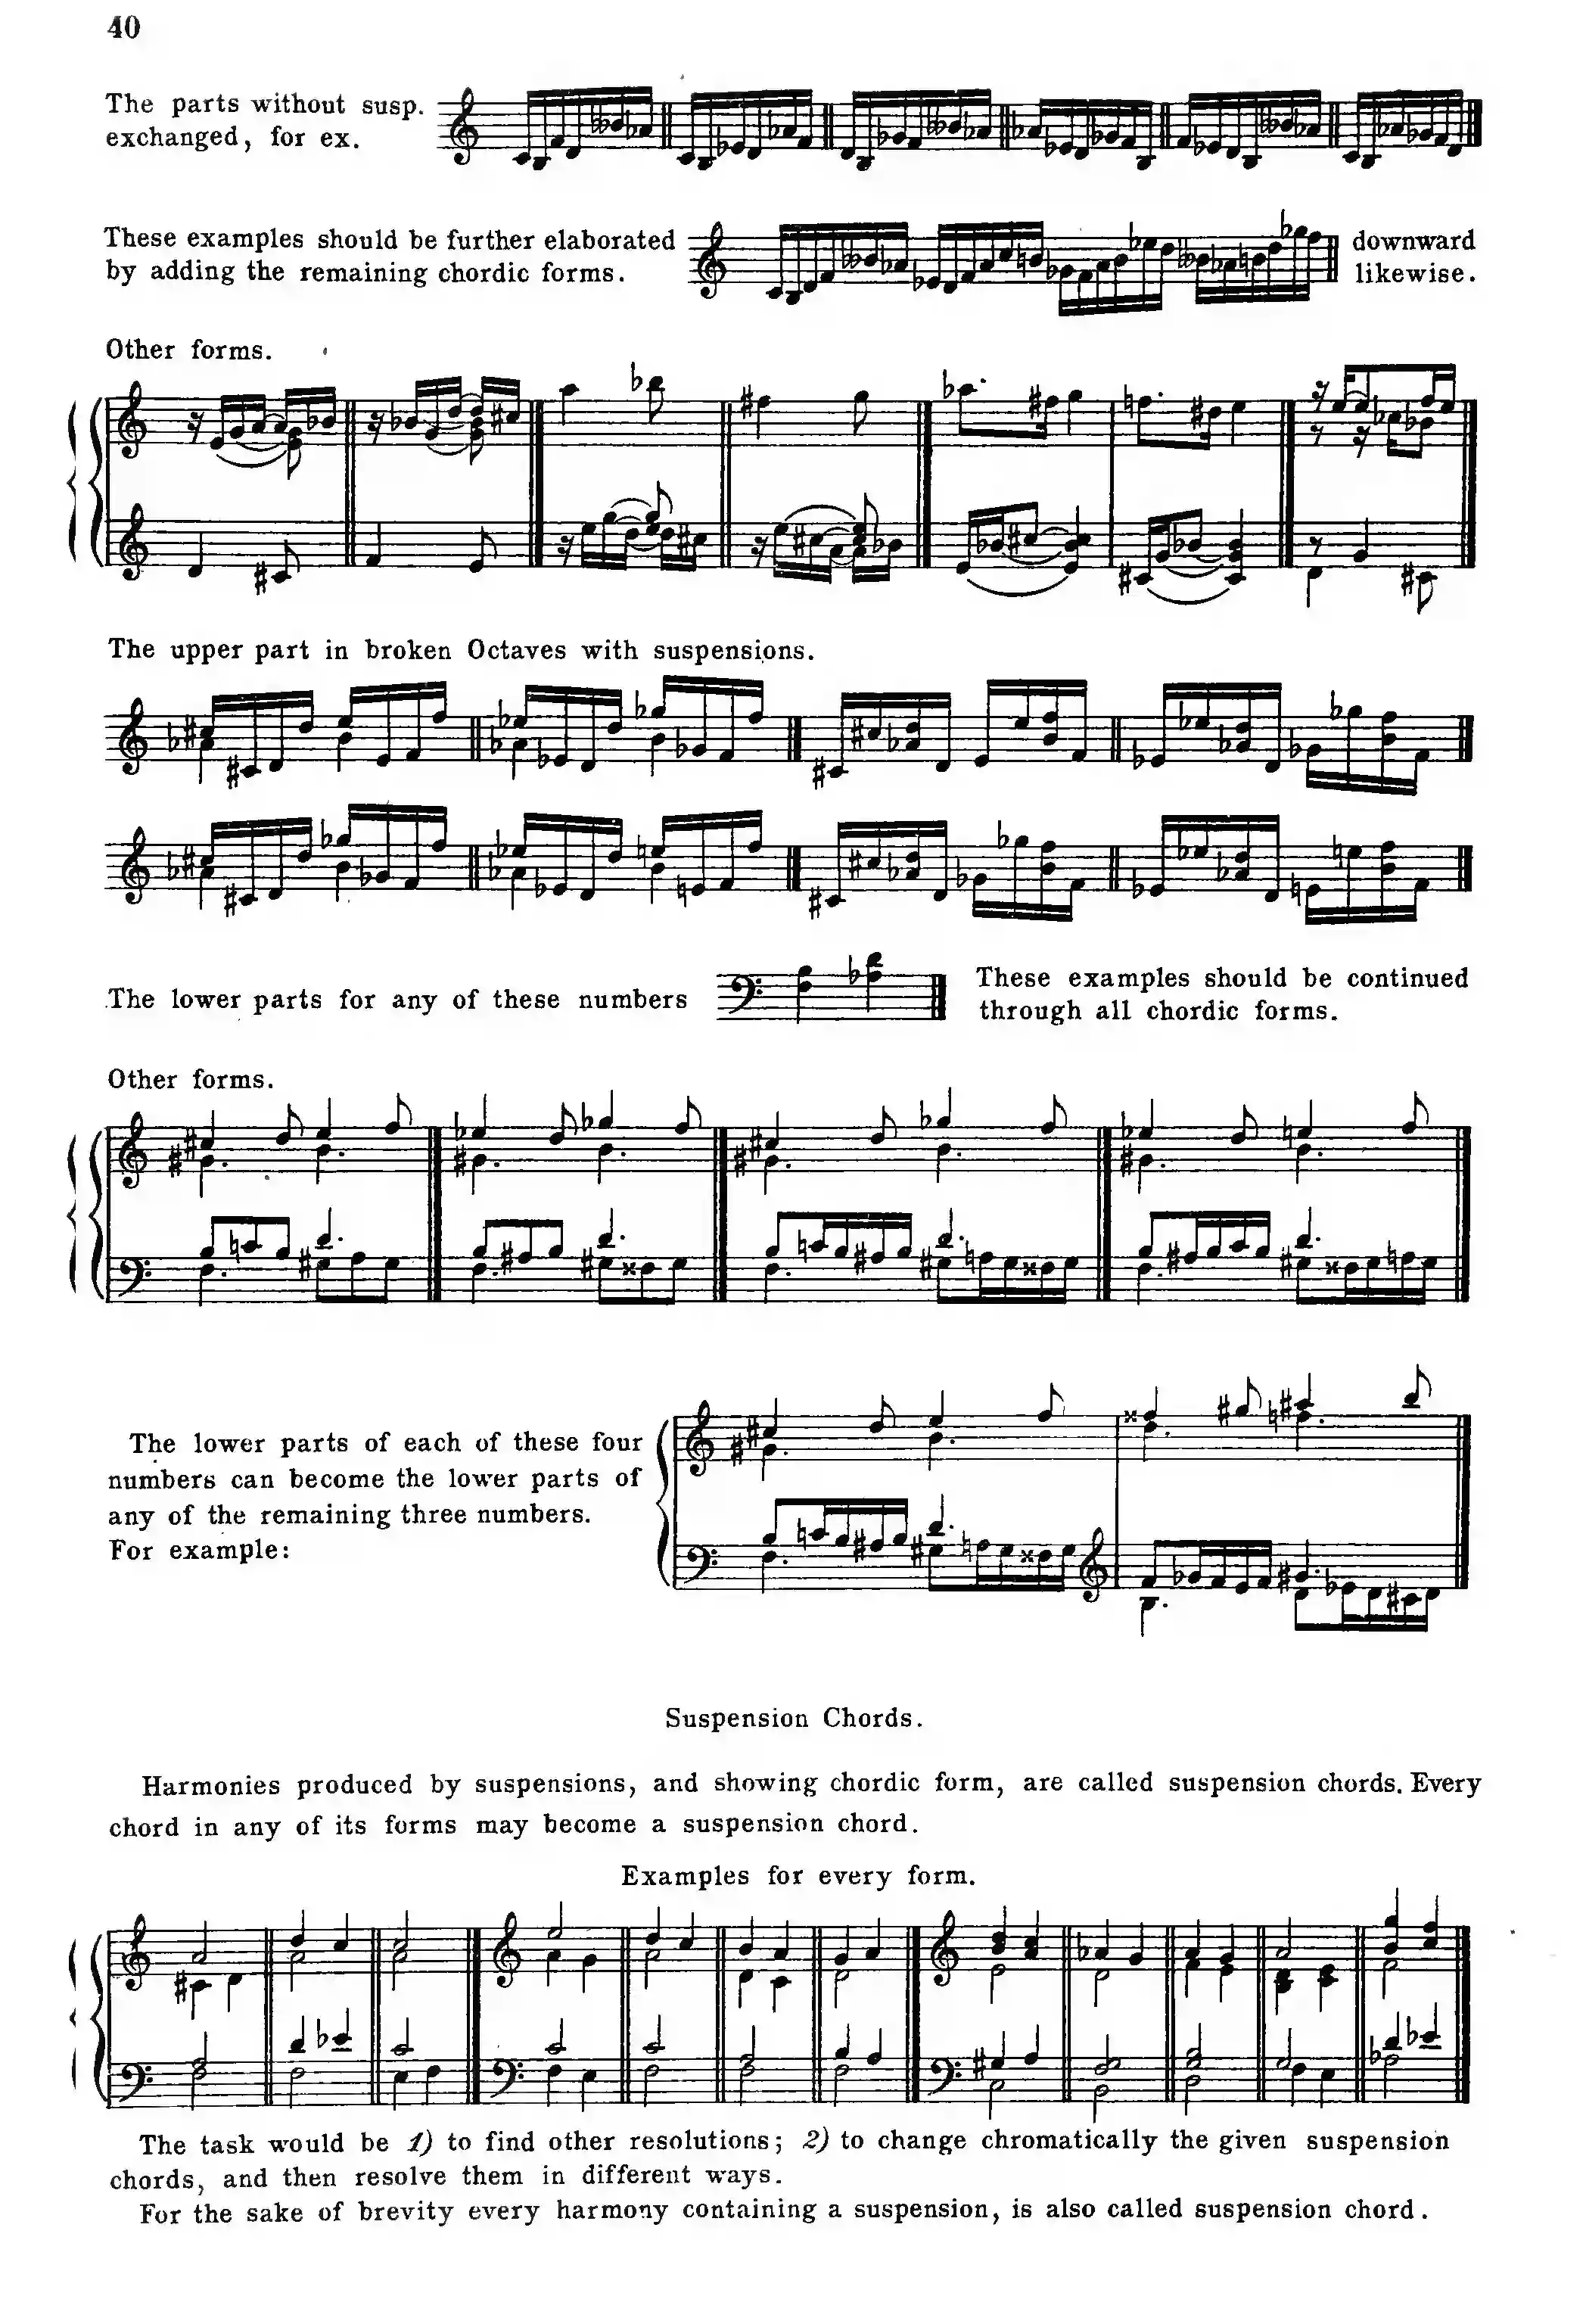 40
The parts without susp.
exchanged, for ex.
These examples should be further elaborated
by adding the remaining chordic forms.
downward
likewise.
Other forms.
The upper part in broken Octaves with suspensions.
The lower parts for any of these numbers
These examples should be continued
through all chordic forms.
Other forms.
The lower parts of each of these four
numbers can become the lower parts of
any of the remaining three numbers.
For example:
Suspension Chords.
Harmonies produced by suspensions, and showing chordic form, are called suspension chords. Every
chord in any of its forms may become a suspension chord.
Examples for every form.
The task would be 1) to find other resolutions; 2) to change chromatically the given suspension
chords, and then resolve them in different ways.
For the sake of brevity every harmony containing a suspension, is also called suspension chord.